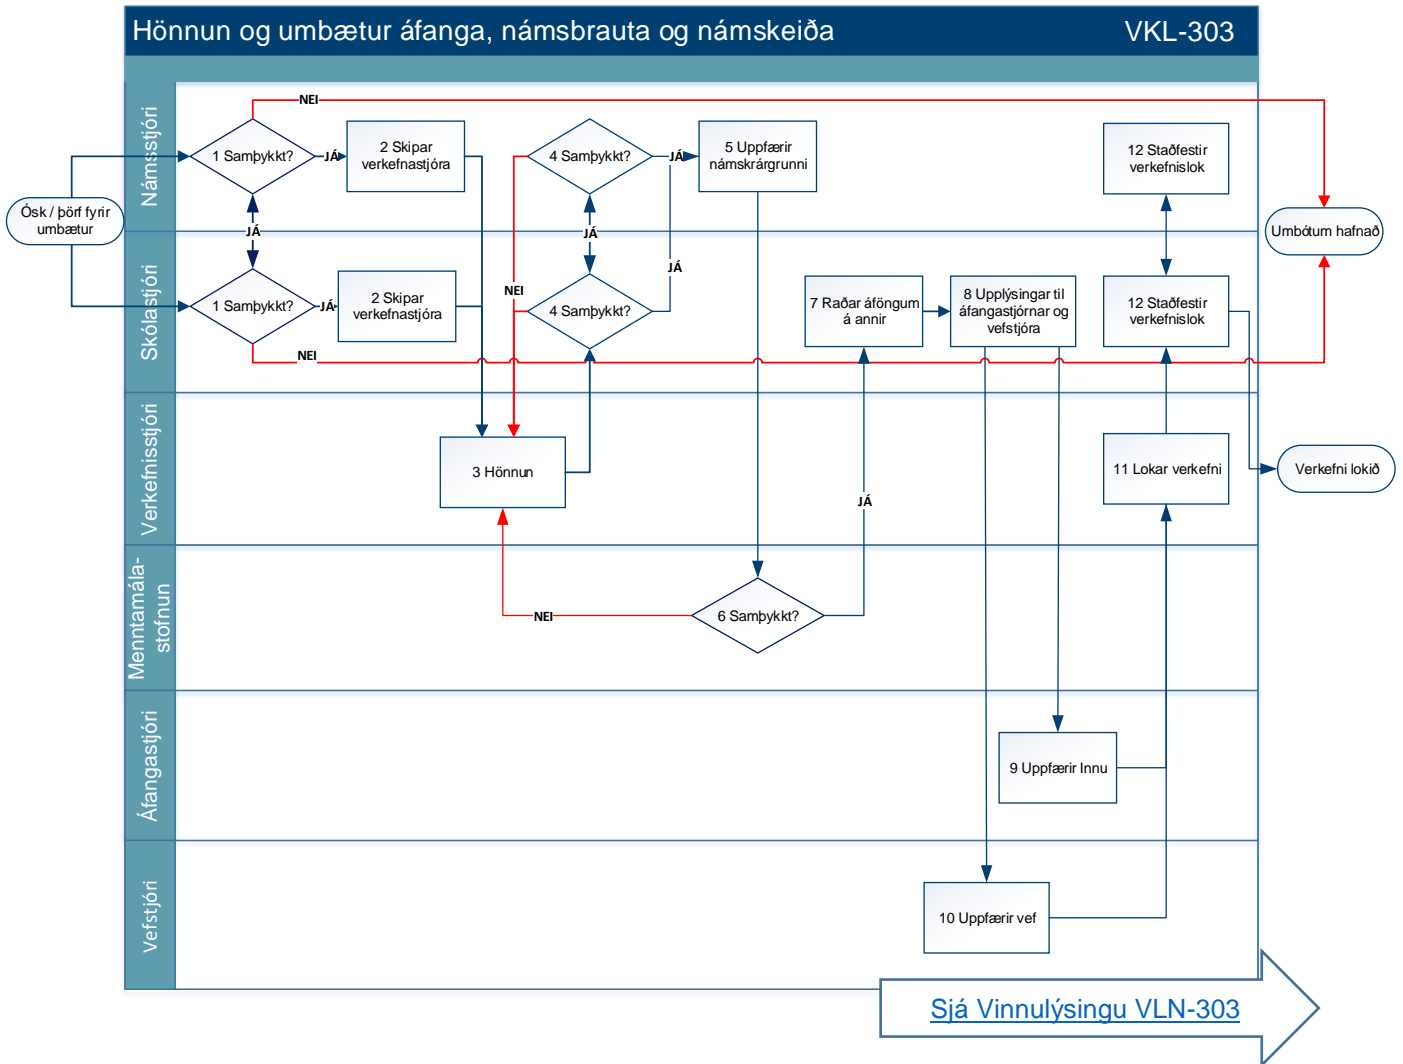 Hönnun og umbætur áfanga, námsbrauta og námskeiða
VKL-303
Námsstjóri
NEI
1 Samþykkt?
JÁ
2 Skipar
verkefnastjóra
4 Samþykkt?
JÁ
5 Uppfærir
námskrárgrunni
12 Staðfestir
verkefnislok
Ósk / þörf fyrir
umbætur
JÁ
JÁ
Umbótum hafnað
Skólastjóri
1 Samþykkt?
JÁ
2 Skipar
verkefnastjóra
NEI
4 Samþykkt?
JÁ
7 Raðar áföngum
á annir
8 Upplýsingar til
áfangastjórnar og
vefstjóra
12 Staðfestir
verkefnislok
NEI
Verkefnisstjóri
3 Hönnun
JÁ
11 Lokar verkefni
Verkefni lokið
Menntamála-
stofnun
NEI
6 Samþykkt?
Áfangastjóri
9 Uppfærir Innu
Vefstjóri
10 Uppfærir vef
Sjá Vinnulýsingu VLN-303